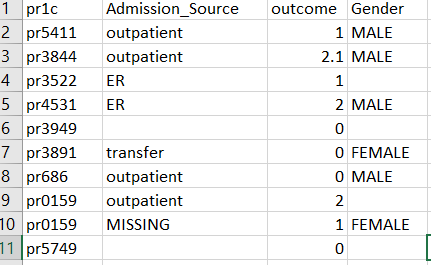 1 pr1c Admission_Source outcome Gender
2 pr5411 outpatient 1 MALE
3 pr3844 outpatient 2.1 MALE
4 pr3522 ER 1
5 pr4531 ER 2 MALE
6 pr3949 0
7 pr3891 transfer 0 FEMALE
8 pr686 outpatient 0 MALE
9 pr0159 outpatient 2
10 pr0159 MISSING 1 FEMALE
11 pr5749 0